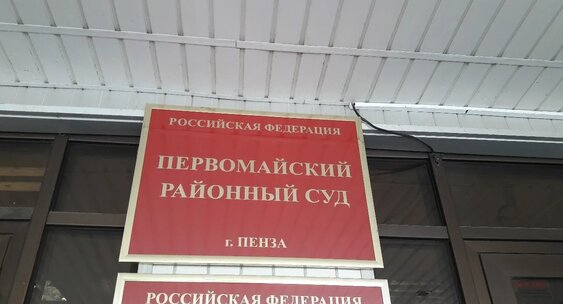 РОССИЙСКАЯ ФЕДЕРАЦИЯ
ПЕРВОМАЙСКИЙ
РАЙОННЫЙ СУД
г. ПЕНЗА
РОССИЙСКАЯ ФЕДЕРАЦИЯ